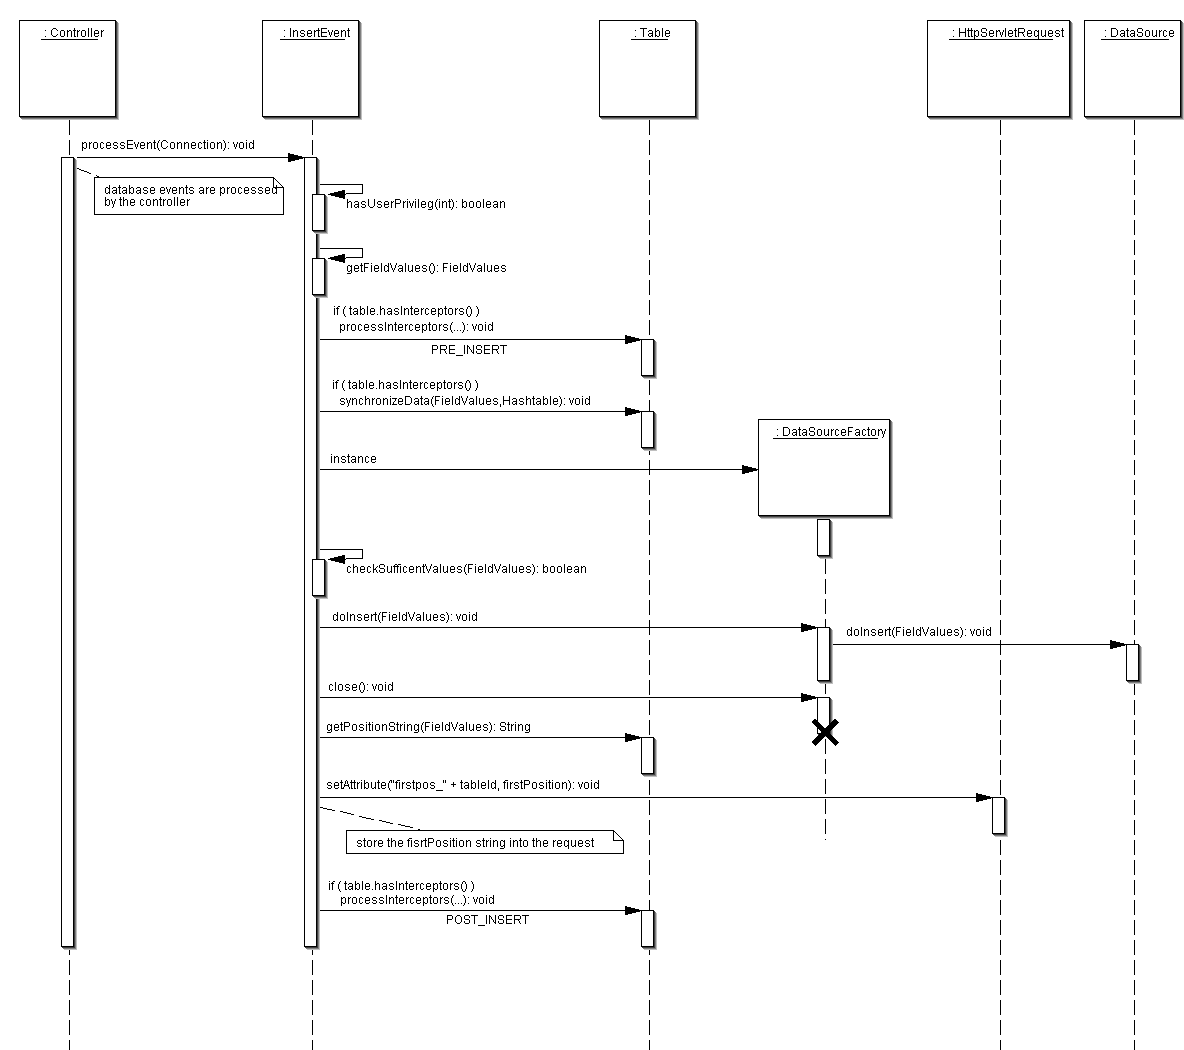 : Controller
: InsertEvent
: Table
: HttpServletRequest
: DataSource
processEvent(Connection): void
database events are processed
by the controller
hasUserPrivileg(int): boolean
getFieldValues(): FieldValues
if ( table.hasInterceptors() )
processInterceptors(...): void
PRE_INSERT
if ( table.hasInterceptors() )
synchronizeData(FieldValues,Hashtable): void
: DataSourceFactory
instance
checkSufficentValues(FieldValues): boolean
doInsert(FieldValues): void
doInsert(FieldValues): void
close(): void
getPositionString(FieldValues): String
setAttribute("firstpos_" + tableId, firstPosition): void
store the fisrtPosition string into the request
if ( table.hasInterceptors() )
processInterceptors(...): void
POST_INSERT